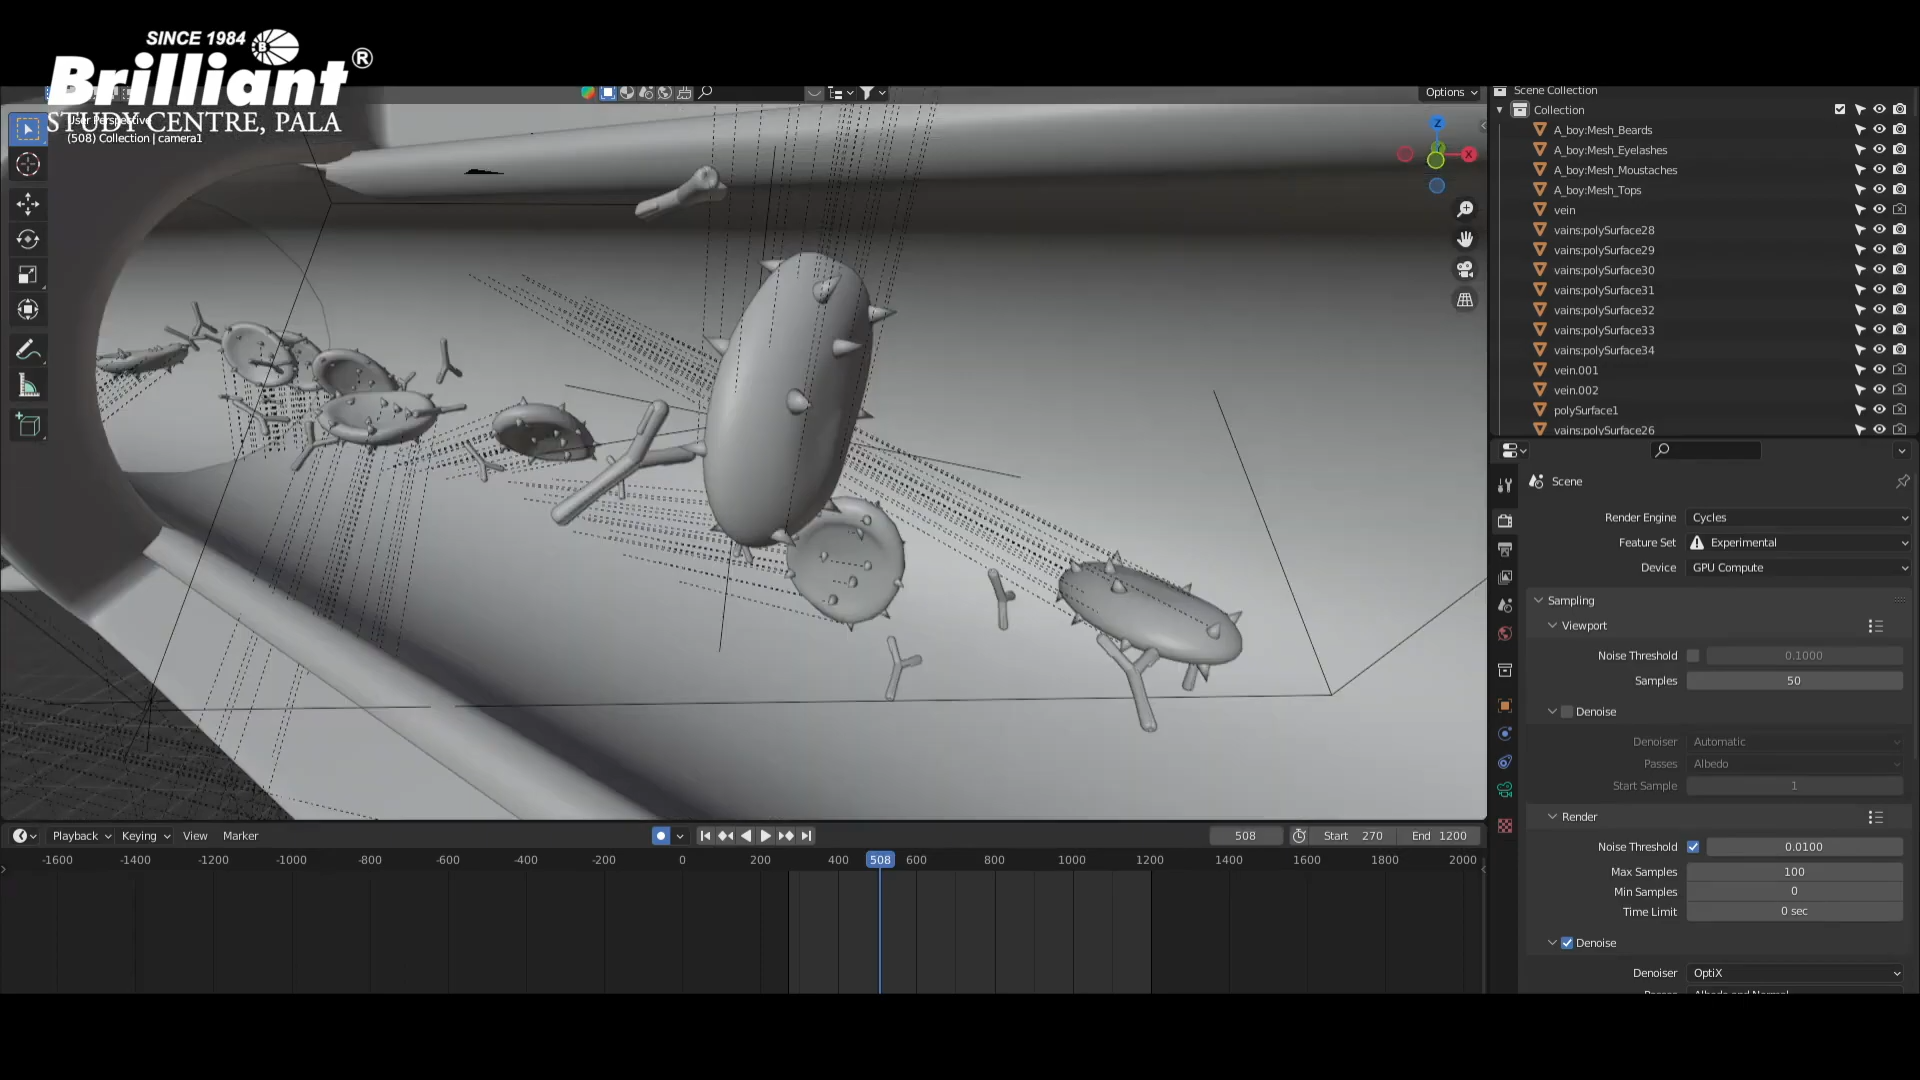 SINCE 1984
Brilliant®
STUDY CENTRE, PALA
User Perspective
(508) Collection | camera1
Options
Z
X
Scene Collection
Collection
A_boy:Mesh_Beards
A_boy:Mesh_Eyelashes
A_boy:Mesh_Moustaches
A_boy:Mesh_Tops
vein
vains:polySurface28
vains:polySurface29
vains:polySurface30
vains:polySurface31
vains:polySurface32
vains:polySurface33
vains:polySurface34
vein.001
vein.002
polySurface1
vains:polySurface26
Scene
Render Engine Cycles
Feature Set Experimental
Device GPU Compute
Sampling
Viewport
Noise Threshold 0.1000
Samples 50
Denoise
Denoiser Automatic
Passes Albedo
Start Sample 1
Render
Noise Threshold 0.0100
Max Samples 100
Min Samples 0
Time Limit 0 sec
Denoise
Denoiser OptiX
Passes Albedo and Normal
Playback Keying View Marker 508 Start 270 End 1200
-1600 -1400 -1200 -1000 -800 -600 -400 -200 0 200 400 508 600 800 1000 1200 1400 1600 1800 2000